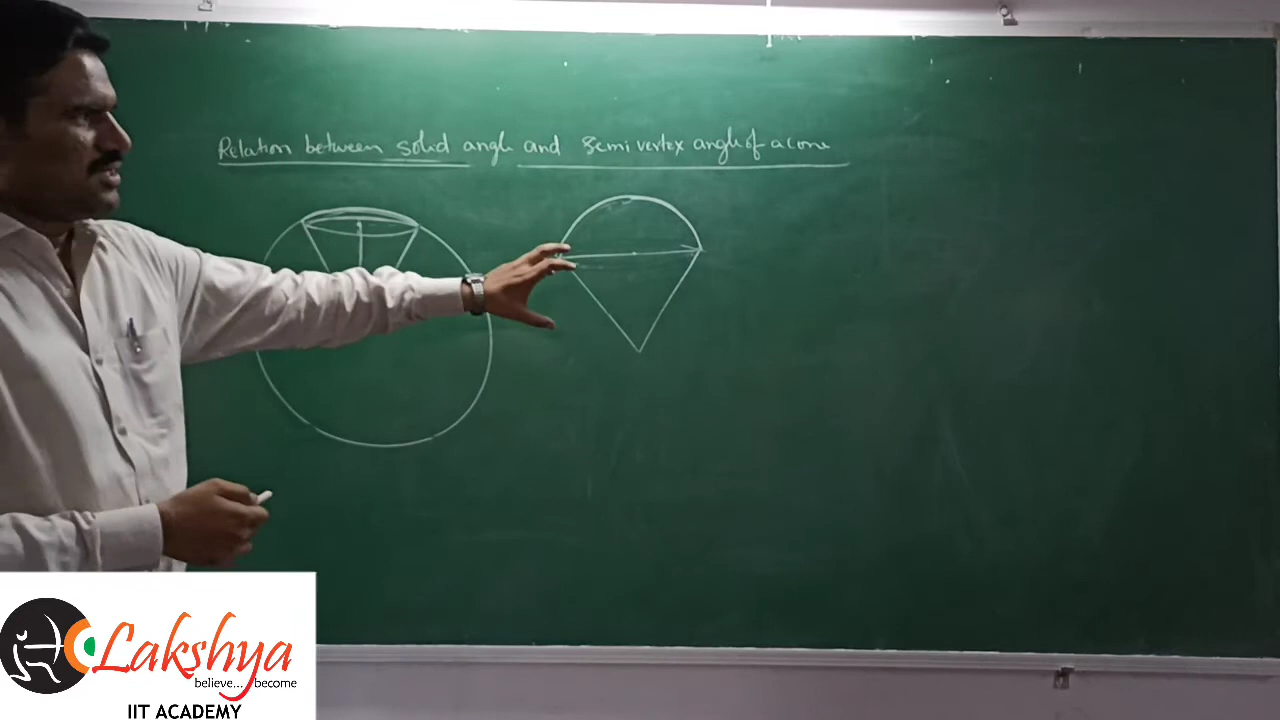 Relation between solid angle and semi vertex angle of a cone
Lakshya
believe... become
IIT ACADEMY